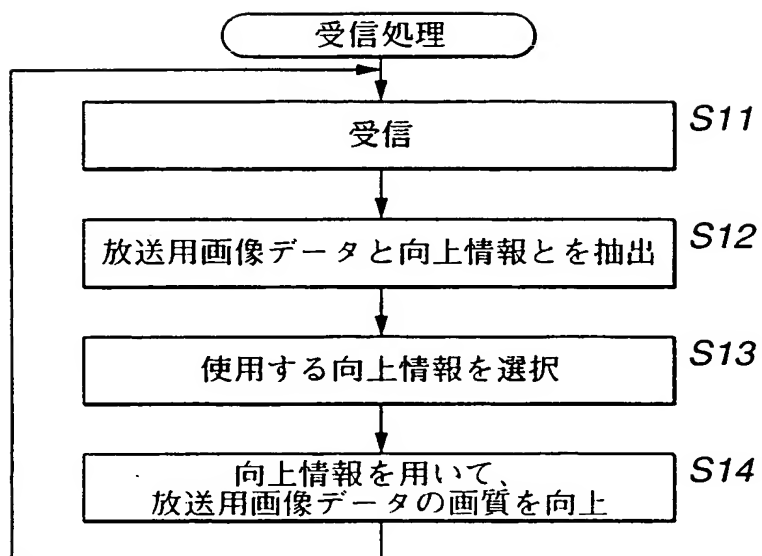 受信処理
受信
S11
放送用画像データと向上情報とを抽出
S12
使用する向上情報を選択
S13
向上情報を用いて、
放送用画像データの画質を向上
S14